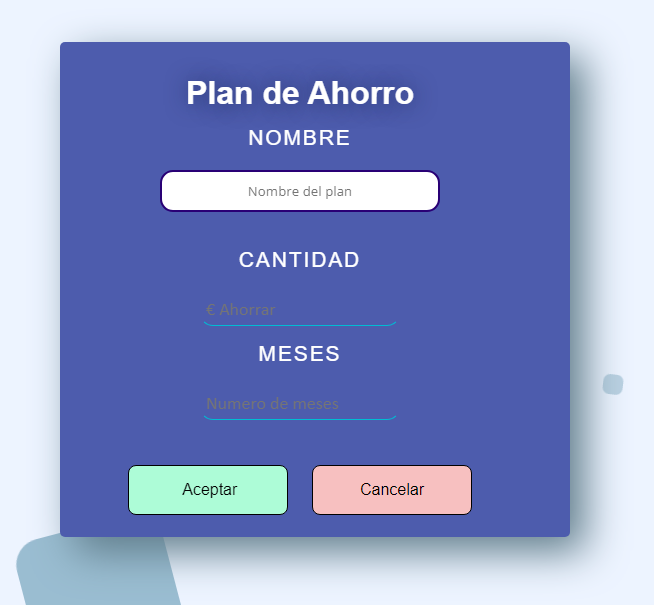 Plan de Ahorro
NOMBRE
Nombre del plan
CANTIDAD
€ Ahorrar
MESES
Numero de meses
Aceptar
Cancelar